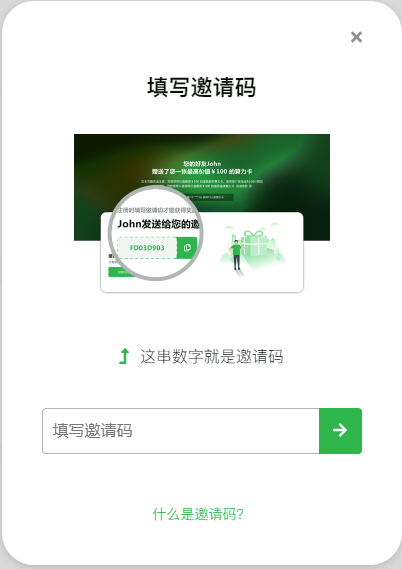 填写邀请码
您的好友John
赠送了您一张最高价值￥100 的算力卡
注册时填写邀请码才能获得奖励
John发送给您的邀
FD03D903
这串数字就是邀请码
填写邀请码
什么是邀请码?